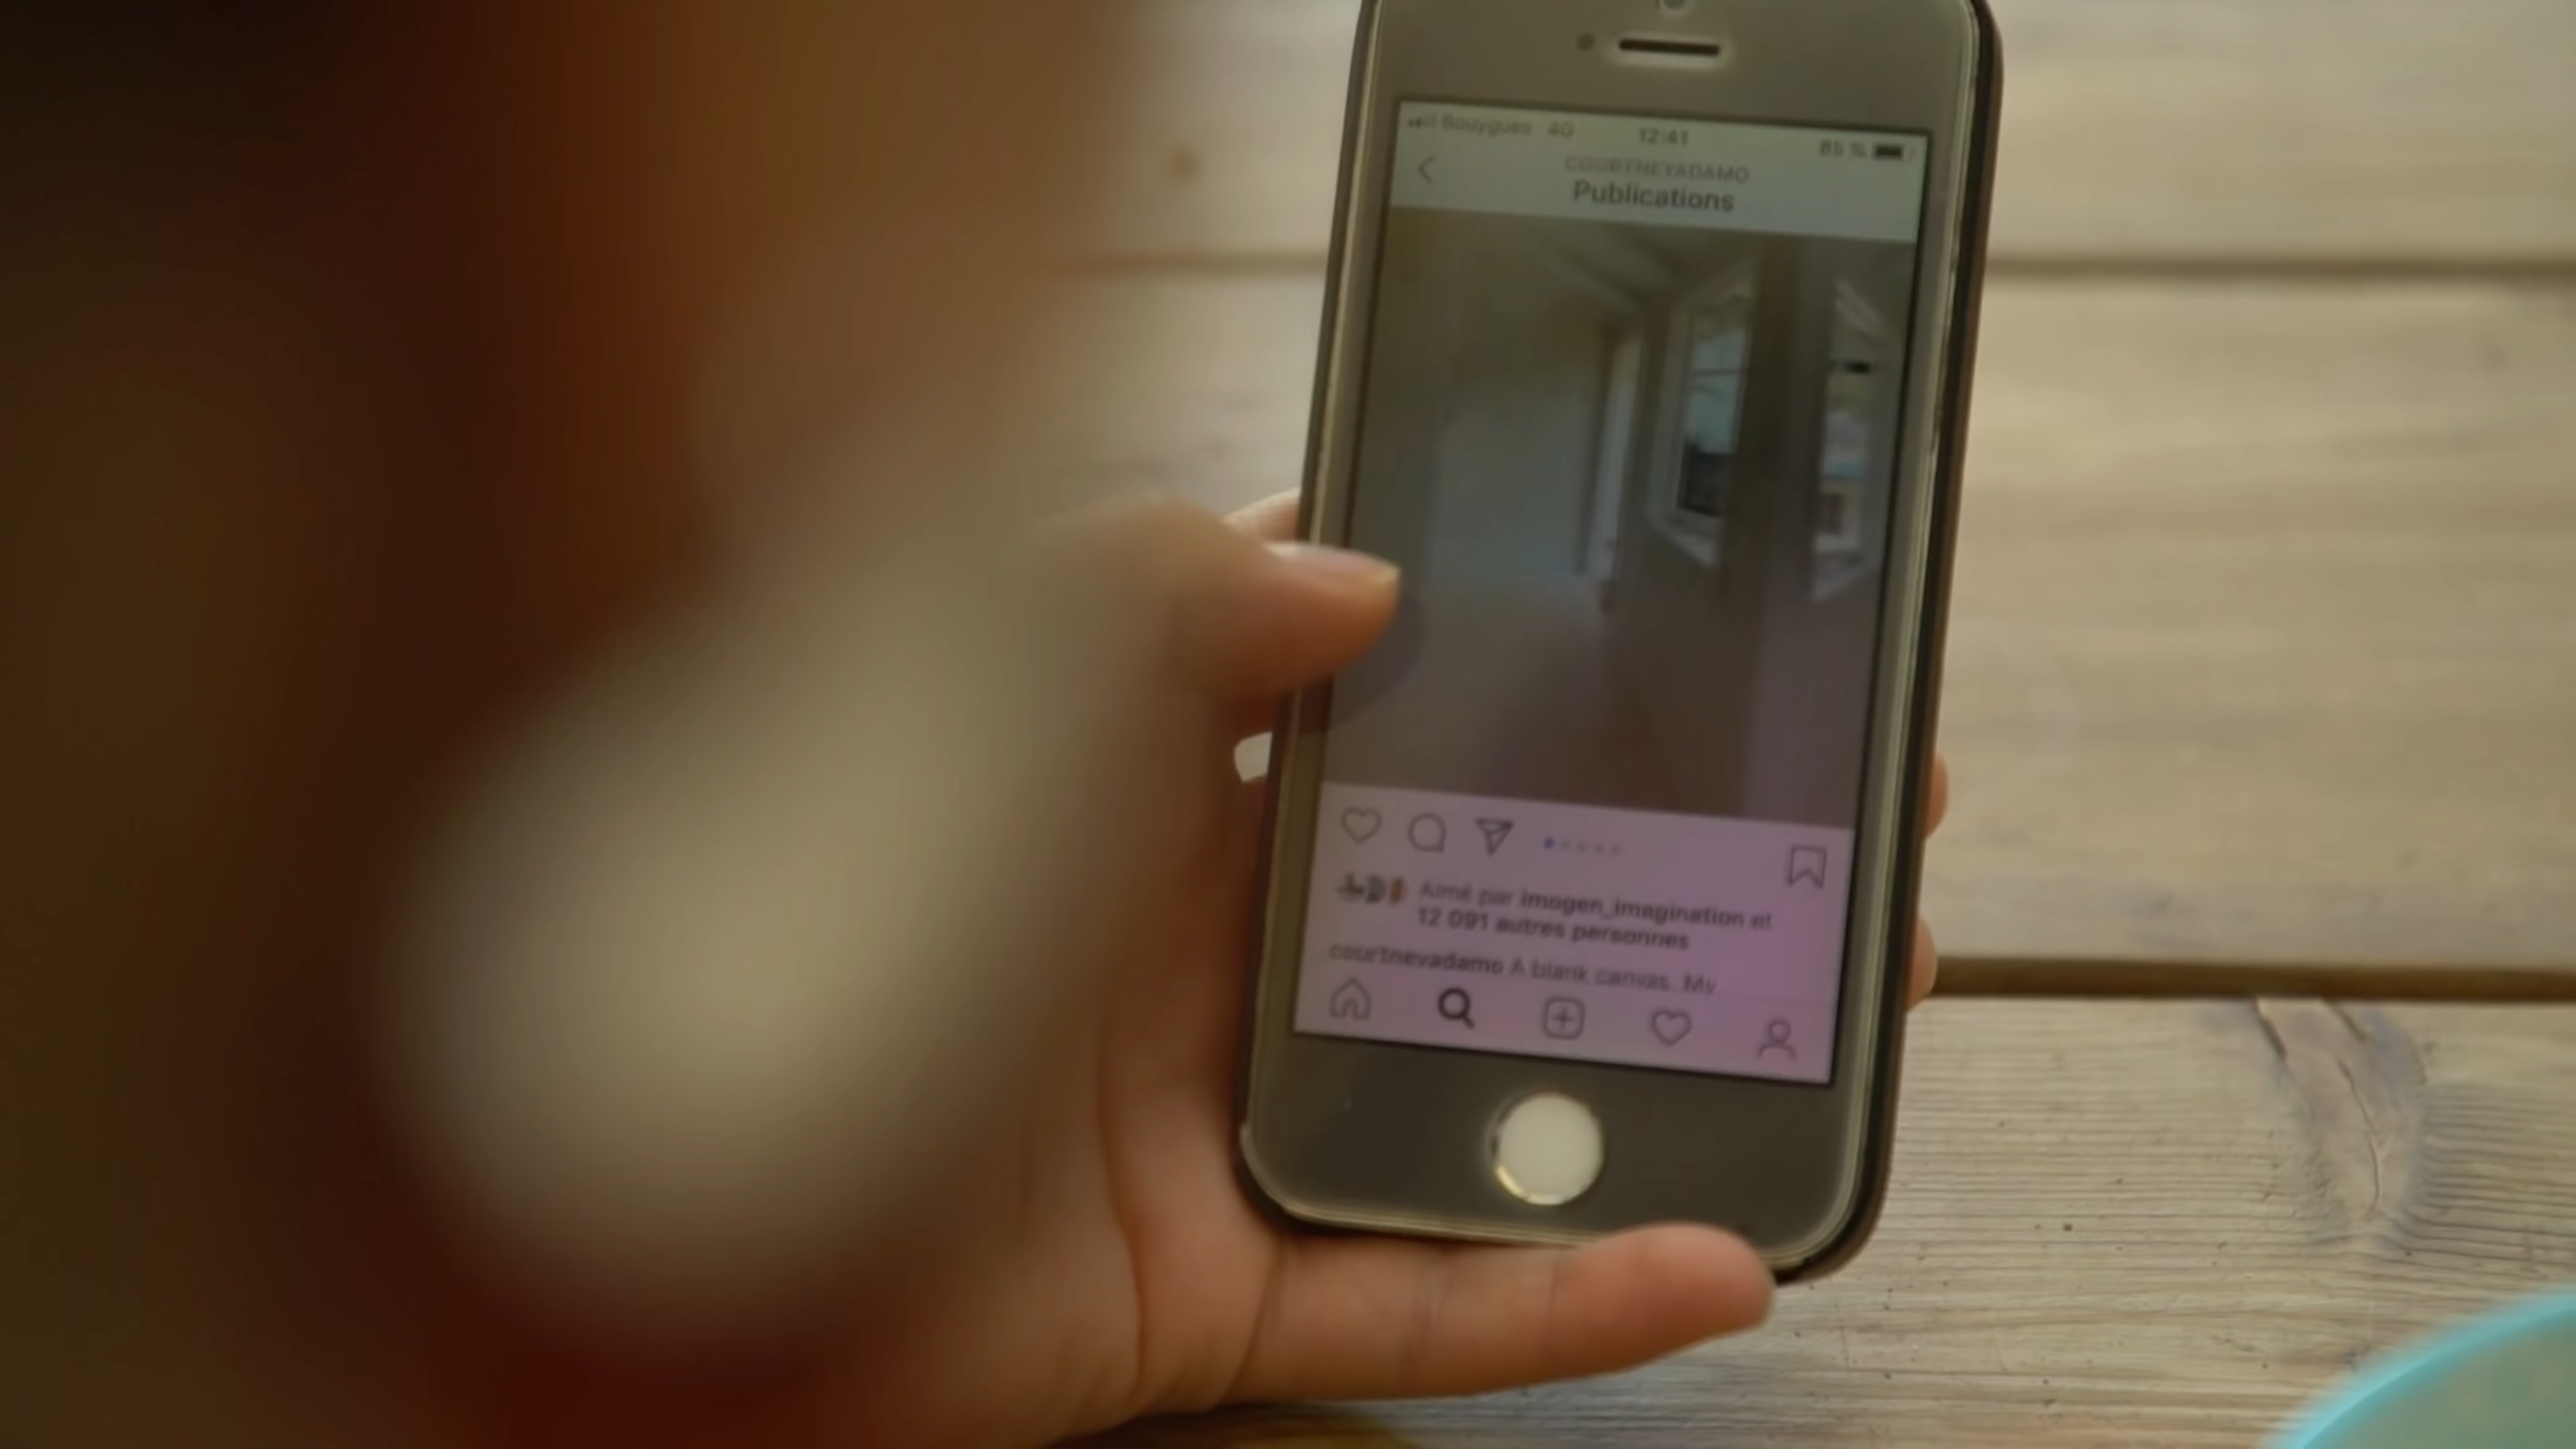 Bouygues 4G 12:41 85 %
COURTNEYADAMO
Publications
Aimé par imogen_imagination et
12 091 autres personnes
courtneyadamo A blank canvas. My